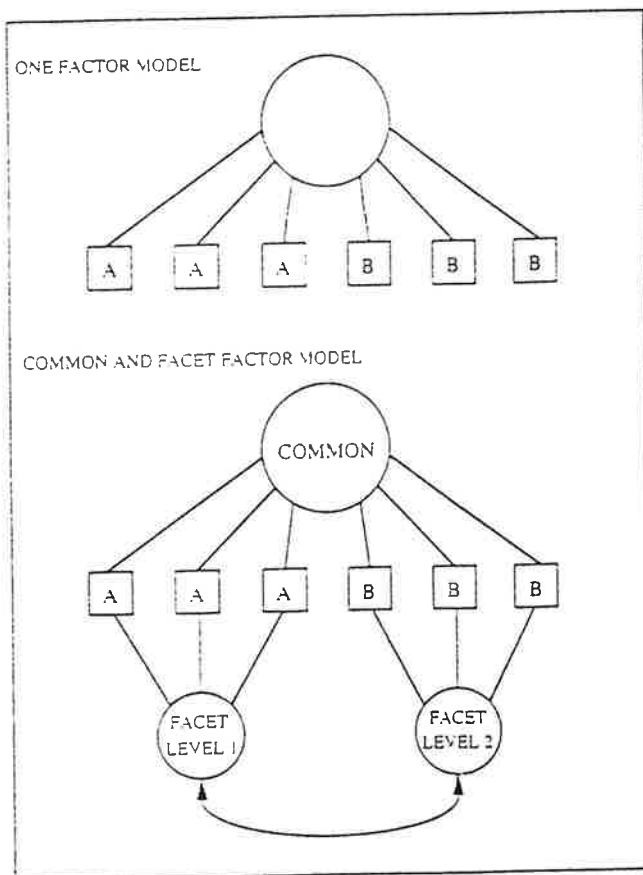 ONE FACTOR MODEL
A A A B B B
COMMON AND FACET FACTOR MODEL
COMMON
A A A B B B
FACET LEVEL 1
FACET LEVEL 2